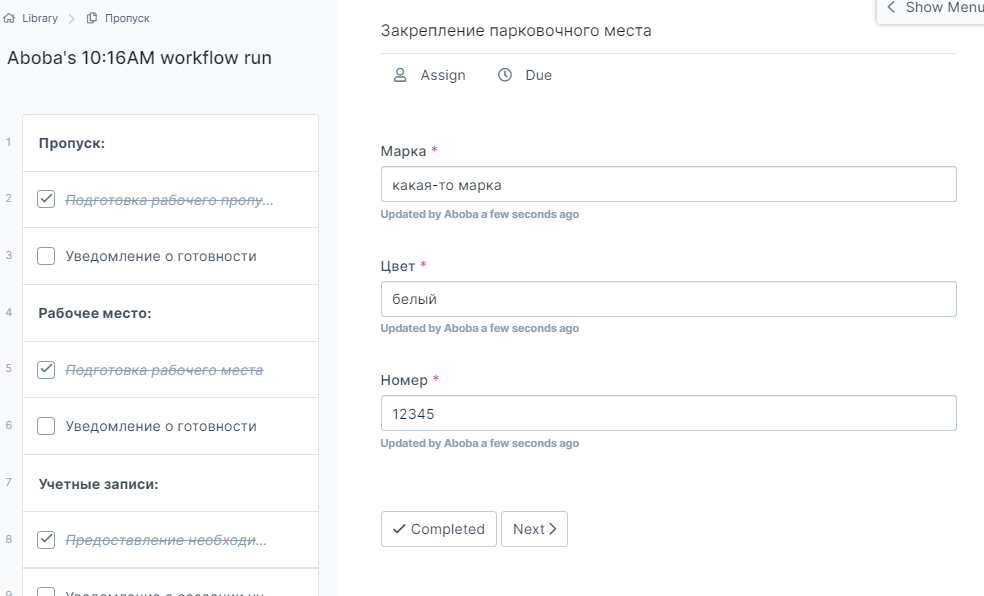 Library > Пропуск
Show Menu
Aboba's 10:16AM workflow run
1 Пропуск:
2 Подготовка рабочего пропу...
3 Уведомление о готовности
4 Рабочее место:
5 Подготовка рабочего места
6 Уведомление о готовности
7 Учетные записи:
8 Предоставление необходи...
9 Уведомление о создании уч...
Закрепление парковочного места
Assign Due
Марка *
какая-то марка
Updated by Aboba a few seconds ago
Цвет *
белый
Updated by Aboba a few seconds ago
Номер *
12345
Updated by Aboba a few seconds ago
Completed Next